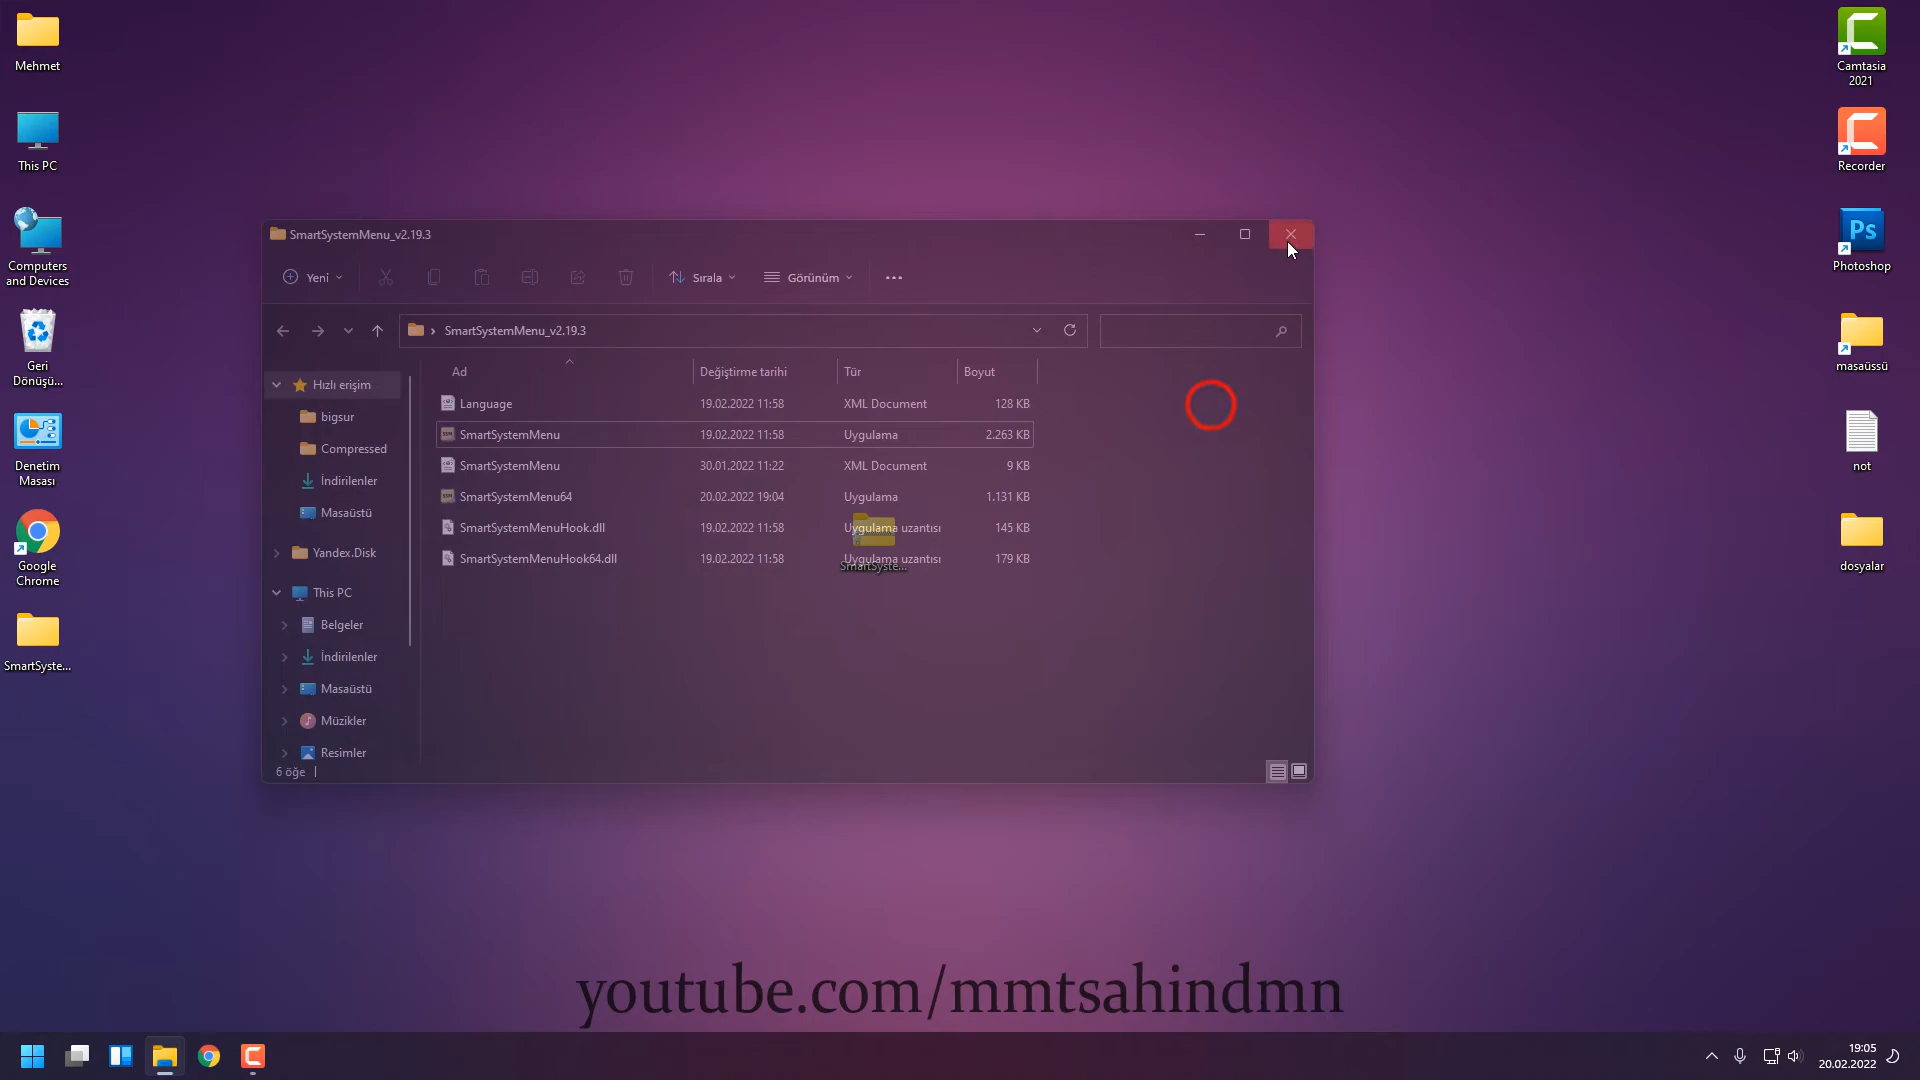 Mehmet
This PC
Computers
and Devices
Geri
Dönüşü...
Denetim
Masası
Google
Chrome
SmartSyste...
SmartSystemMenu_v2.19.3
Yeni
Sırala
Görünüm
SmartSystemMenu_v2.19.3
Ad Değiştirme tarihi Tür Boyut
Language 19.02.2022 11:58 XML Document 128 KB
SmartSystemMenu 19.02.2022 11:58 Uygulama 2.263 KB
SmartSystemMenu 30.01.2022 11:22 XML Document 9 KB
SmartSystemMenu64 20.02.2022 19:04 Uygulama 1.131 KB
SmartSystemMenuHook.dll 19.02.2022 11:58 Uygulama uzantısı 145 KB
SmartSystemMenuHook64.dll 19.02.2022 11:58 Uygulama uzantısı 179 KB
SmartSyste...
Hızlı erişim
bigsur
Compressed
İndirilenler
Masaüstü
Yandex.Disk
This PC
Belgeler
İndirilenler
Masaüstü
Müzikler
Resimler
6 öğe
Camtasia
2021
Recorder
Ps
Photoshop
masaüssü
not
dosyalar
youtube.com/mmtsahindmn
19:05
20.02.2022